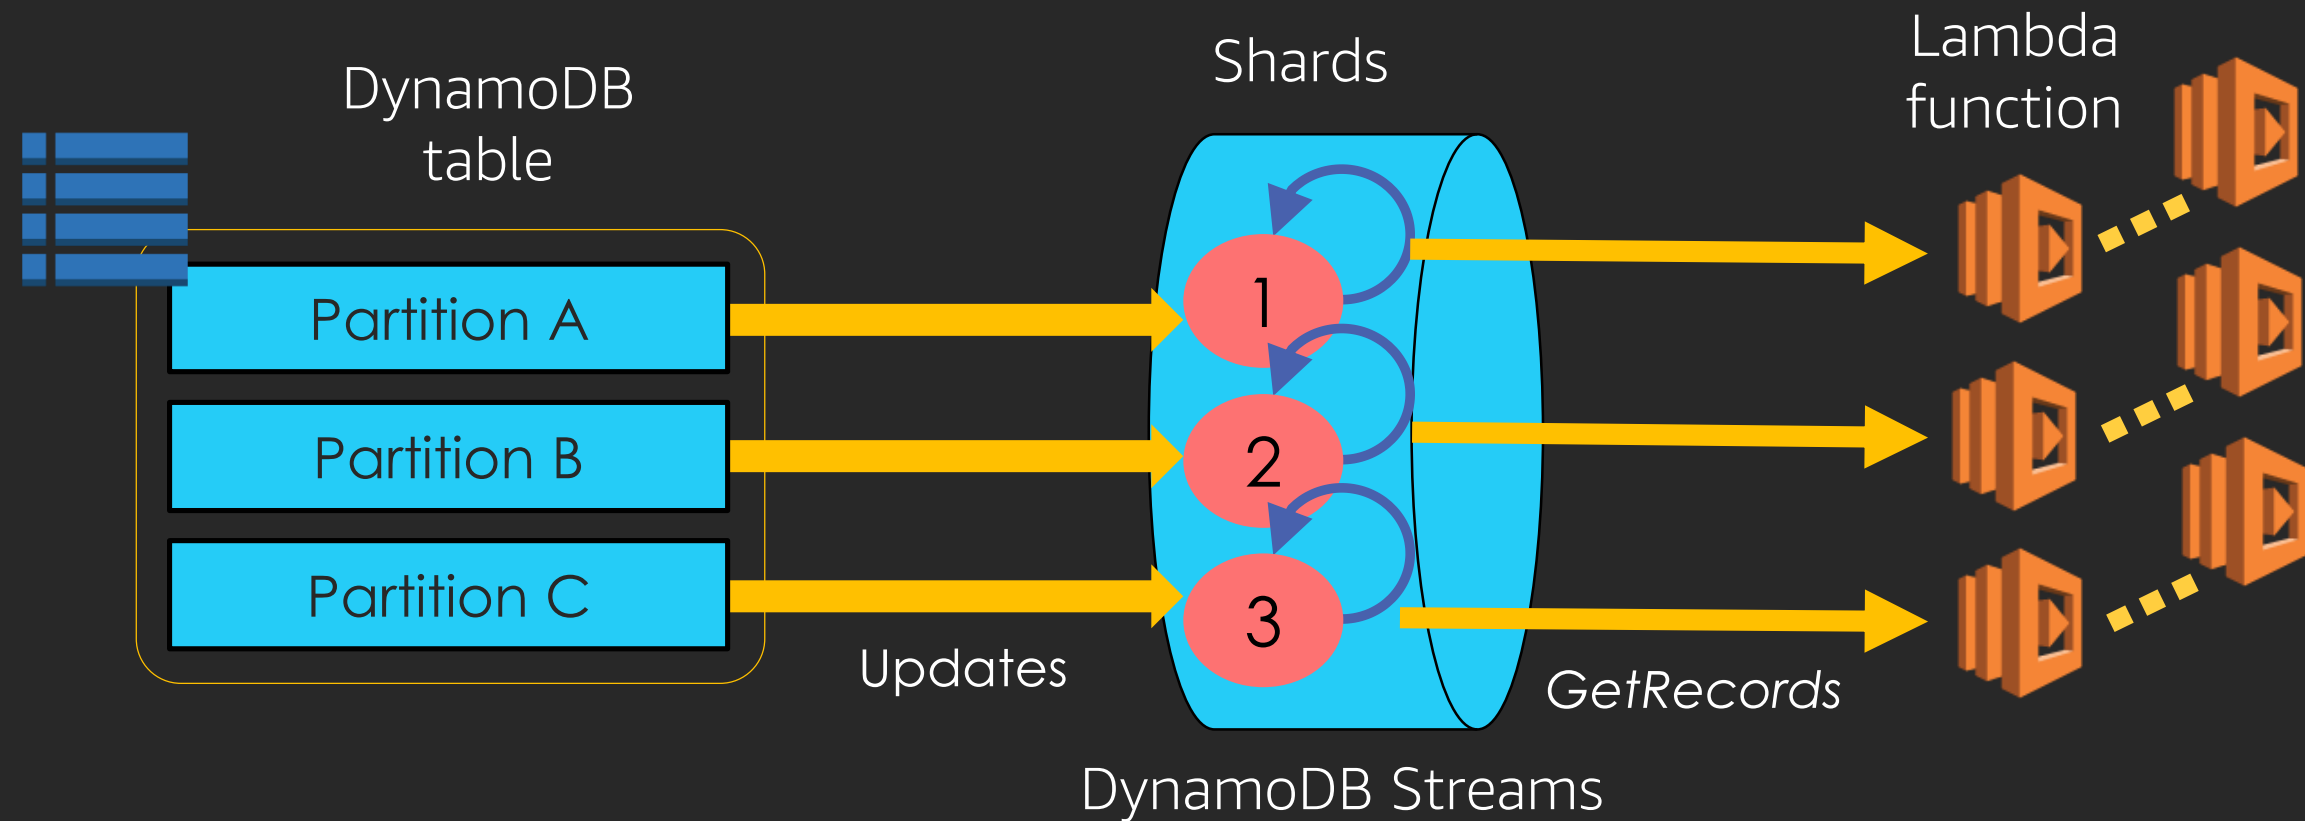 DynamoDB
table
Partition A
Partition B
Partition C
Updates
Shards
1
2
3
DynamoDB Streams
GetRecords
Lambda
function